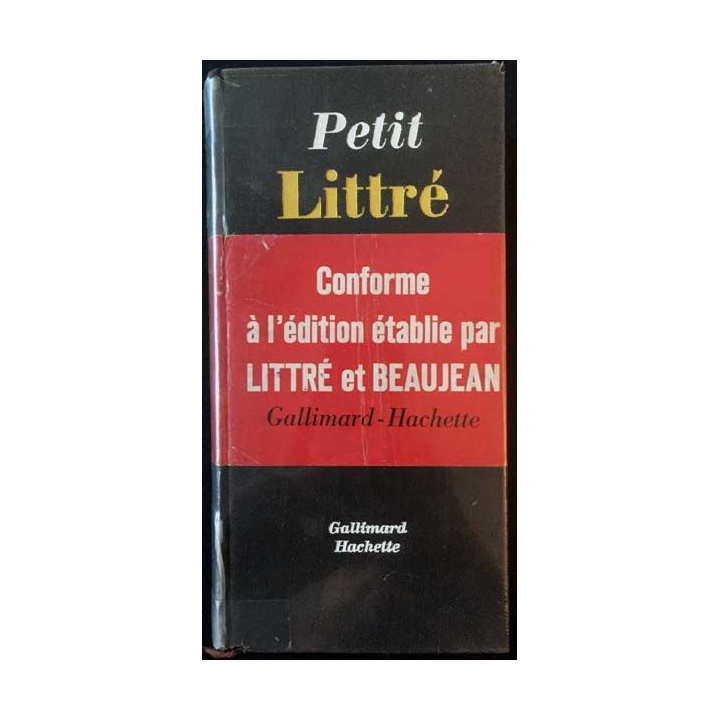 Petit
Littré
Conforme
à l'édition établie par
LITTRÉ et BEAUJEAN
Gallimard-Hachette
Gallimard
Hachette